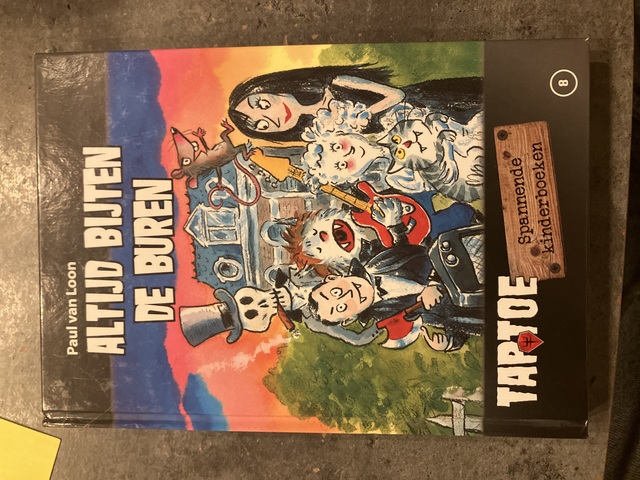 Paul van Loon
ALTIJD BIJTEN
DE BUREN
TAPTOE
Spannende
kinderboeken
8